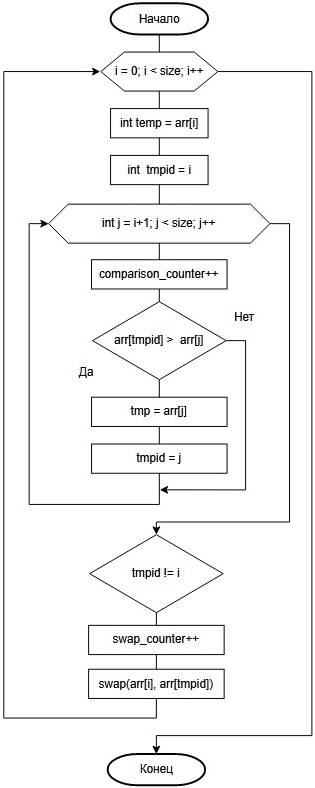 Начало
i = 0; i < size; i++
int temp = arr[i]
int tmpid = i
int j = i+1; j < size; j++
comparison_counter++
Нет
arr[tmpid] > arr[j]
Да
tmp = arr[j]
tmpid = j
tmpid != i
swap_counter++
swap(arr[i], arr[tmpid])
Конец